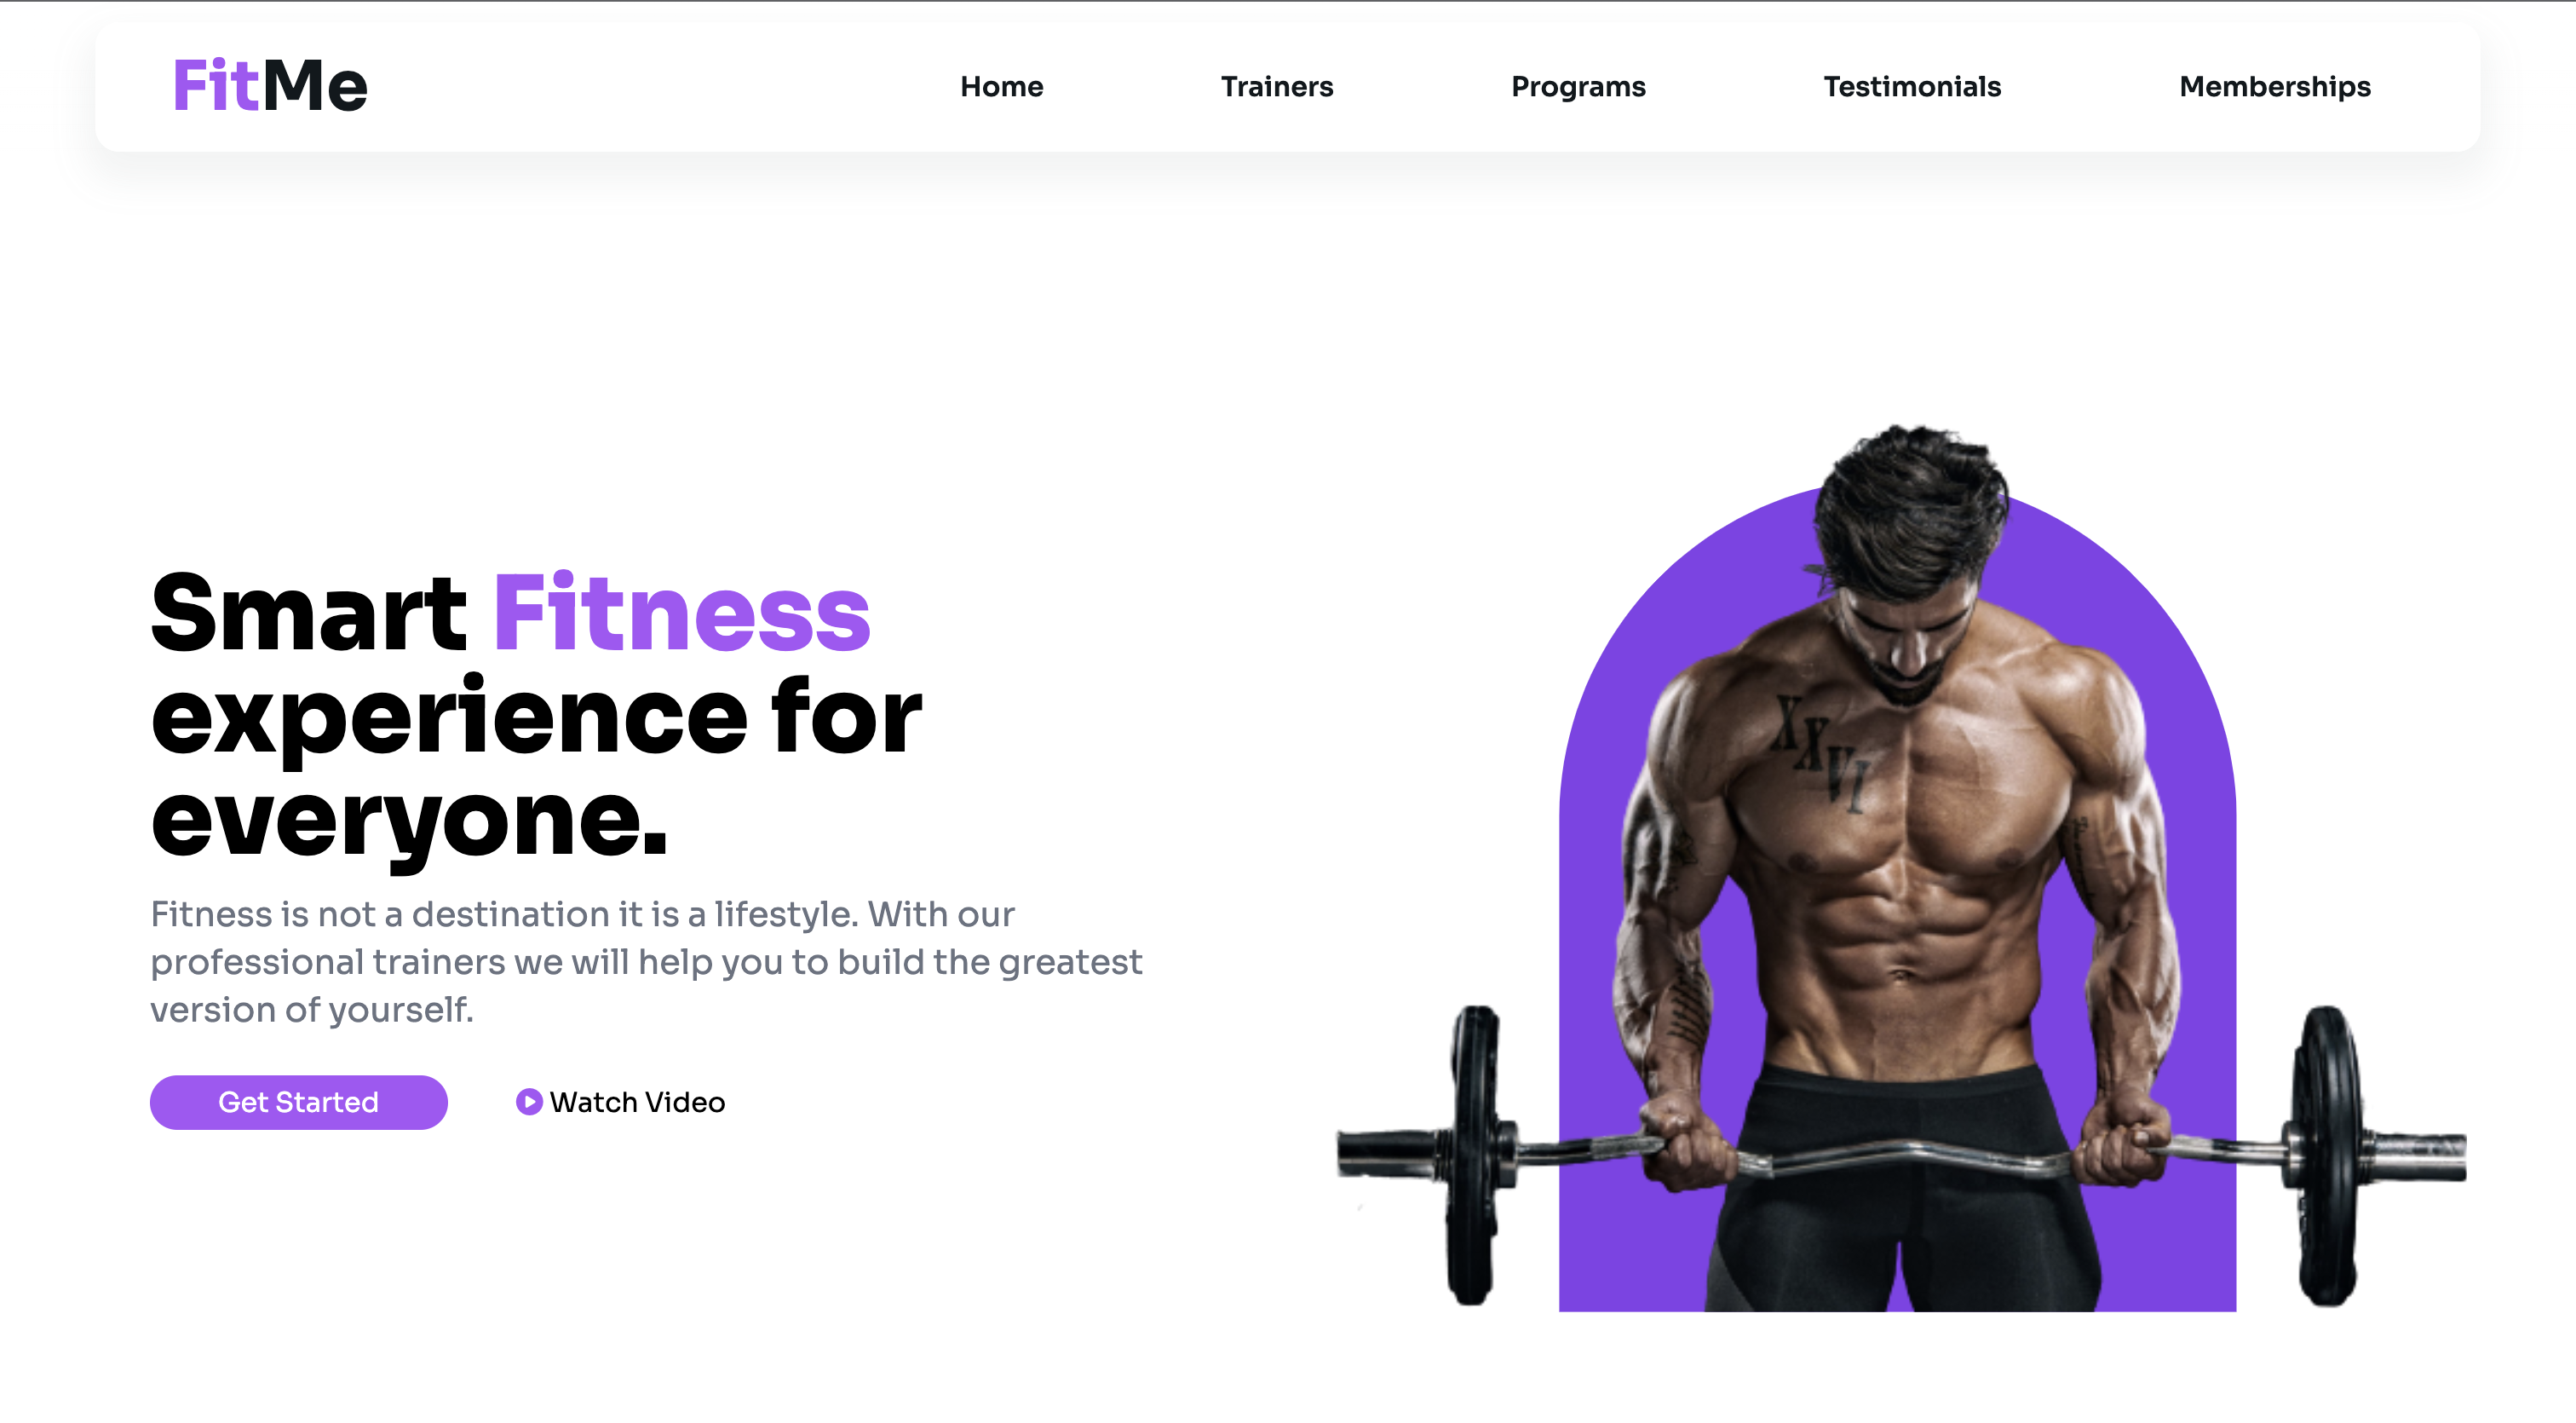 FitMe
Home
Trainers
Programs
Testimonials
Memberships
Smart Fitness
experience for
everyone.
Fitness is not a destination it is a lifestyle. With our
professional trainers we will help you to build the greatest
version of yourself.
Get Started
Watch Video
XXVI